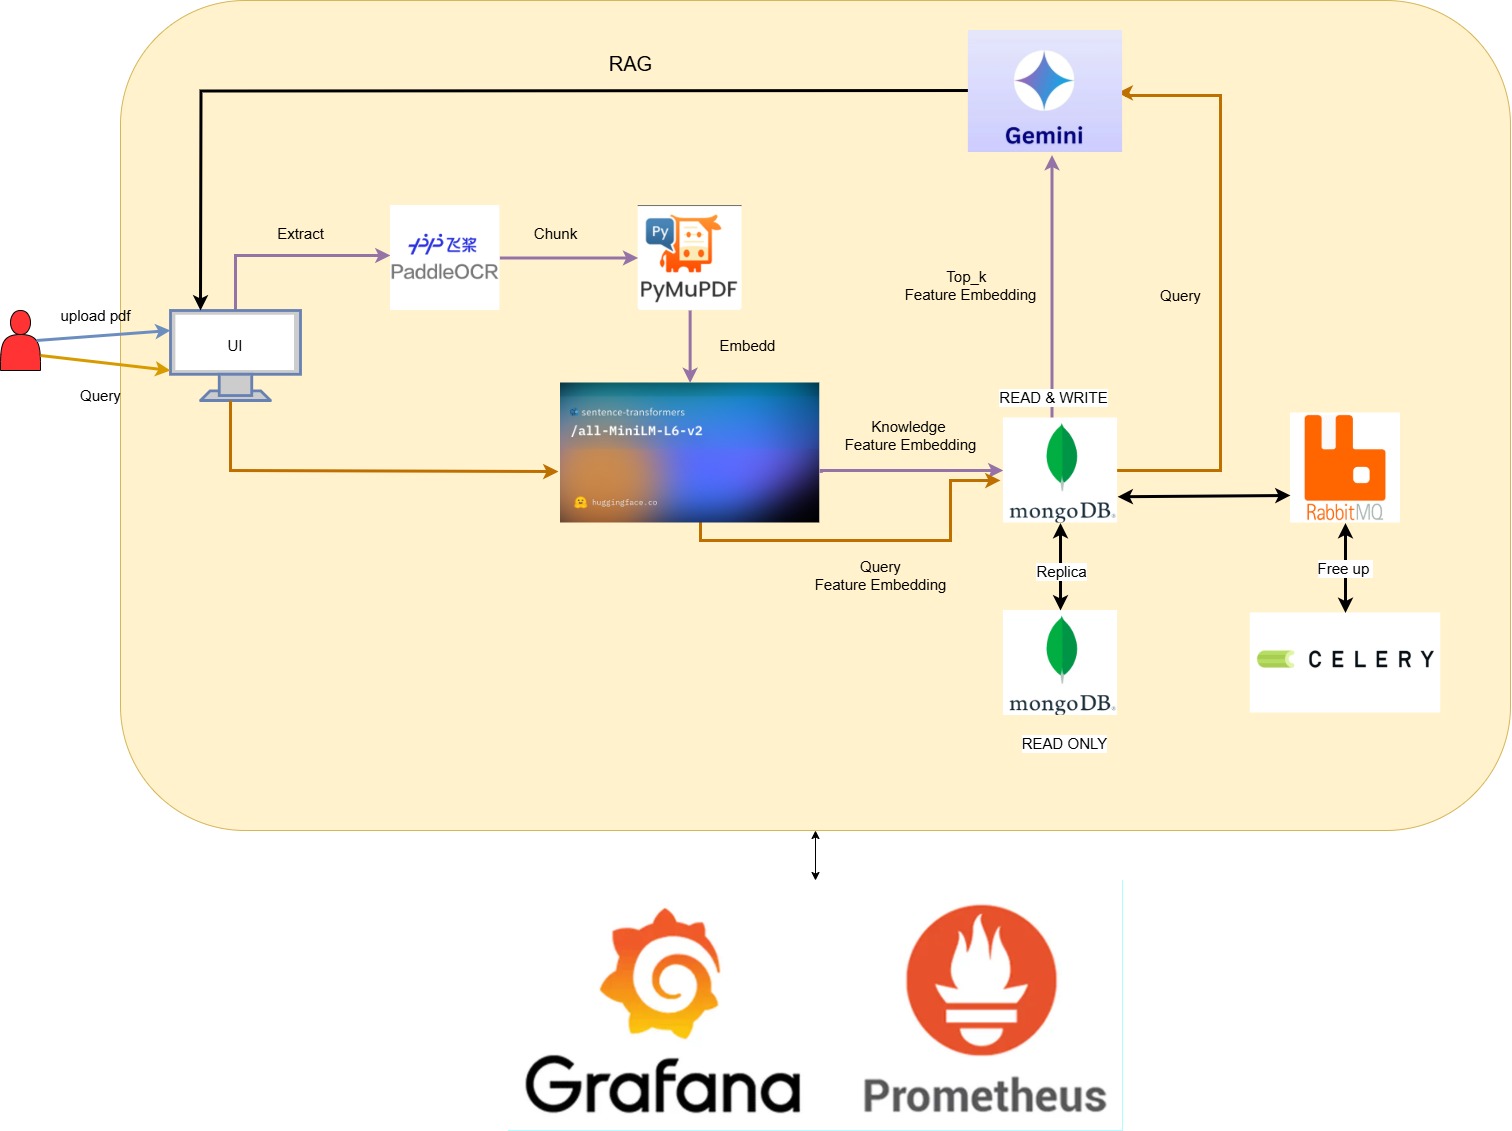 RAG
Gemini
Extract
飞桨
PaddleOCR
Chunk
Py
PyMuPDF
Top_k
Feature Embedding
Query
upload pdf
UI
Query
Embedd
sentence-transformers
/all-MiniLM-L6-v2
huggingface.co
Knowledge
Feature Embedding
READ & WRITE
mongoDB.
RabbitMQ
Query
Feature Embedding
Replica
Free up
mongoDB.
READ ONLY
CELERY
Grafana
Prometheus